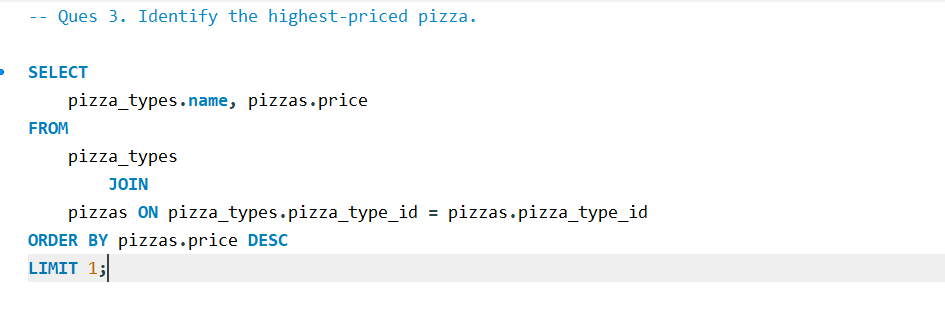 -- Ques 3. Identify the highest-priced pizza.
SELECT
pizza_types.name, pizzas.price
FROM
pizza_types
JOIN
pizzas ON pizza_types.pizza_type_id = pizzas.pizza_type_id
ORDER BY pizzas.price DESC
LIMIT 1;